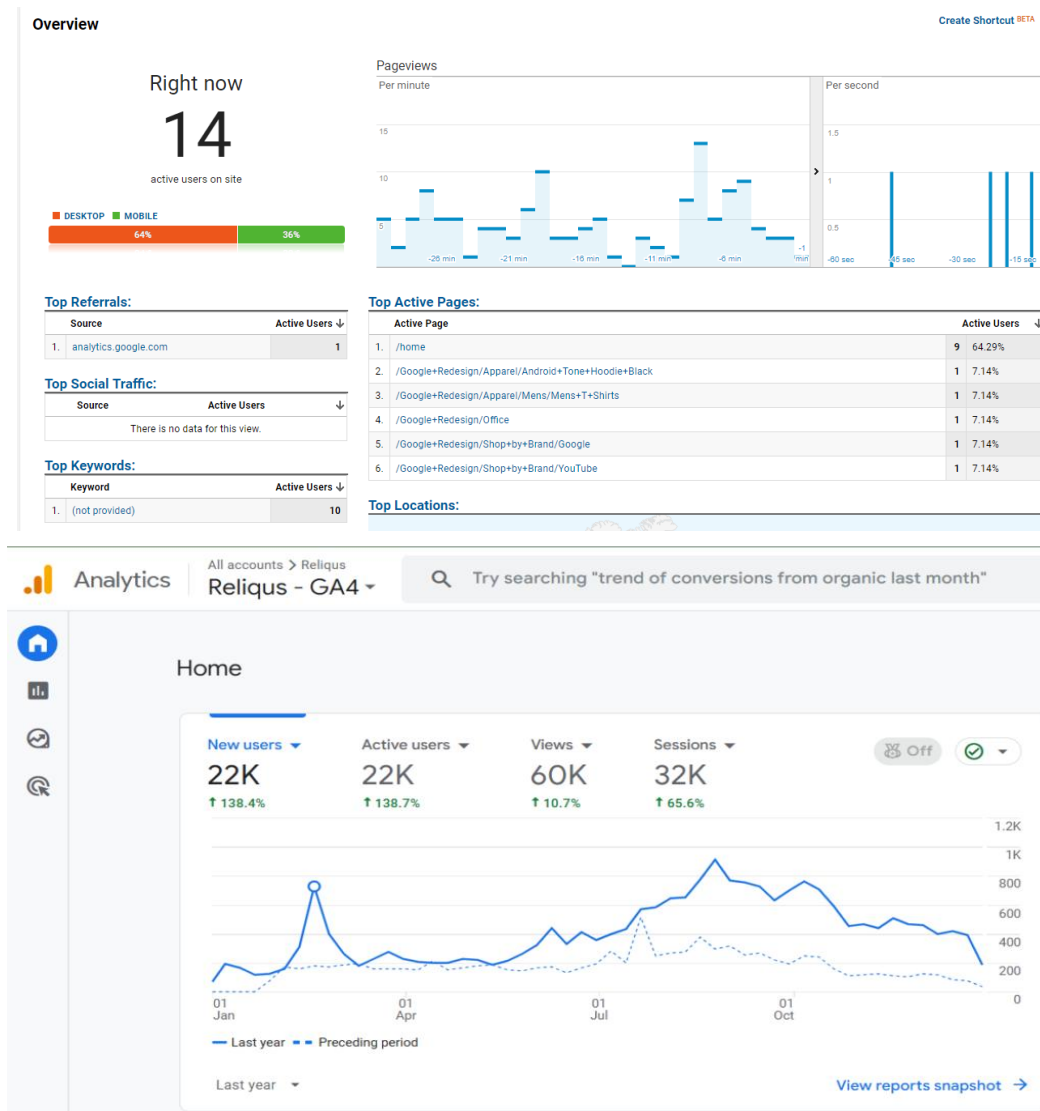 Overview
Create Shortcut BETA
Right now
14
active users on site
DESKTOP MOBILE
64% 36%
Pageviews
Per minute
Per second
15
10
5
1.5
1
0.5
-26 min -21 min -16 min -11 min -6 min -1 min
-60 sec -45 sec -30 sec -15 sec
Top Referrals:
Source Active Users
1. analytics.google.com 1
Top Social Traffic:
Source Active Users
There is no data for this view.
Top Keywords:
Keyword Active Users
1. (not provided) 10
Top Active Pages:
Active Page Active Users
1. /home 9 64.29%
2. /Google+Redesign/Apparel/Android+Tone+Hoodie+Black 1 7.14%
3. /Google+Redesign/Apparel/Mens/Mens+T+Shirts 1 7.14%
4. /Google+Redesign/Office 1 7.14%
5. /Google+Redesign/Shop+by+Brand/Google 1 7.14%
6. /Google+Redesign/Shop+by+Brand/YouTube 1 7.14%
Top Locations:
Analytics
All accounts > Reliqus
Reliqus - GA4
Try searching "trend of conversions from organic last month"
Home
New users Active users Views Sessions
22K 22K 60K 32K
138.4% 138.7% 10.7% 65.6%
Off
1.2K
1K
800
600
400
200
0
01 Jan
01 Apr
01 Jul
01 Oct
Last year Preceding period
Last year
View reports snapshot